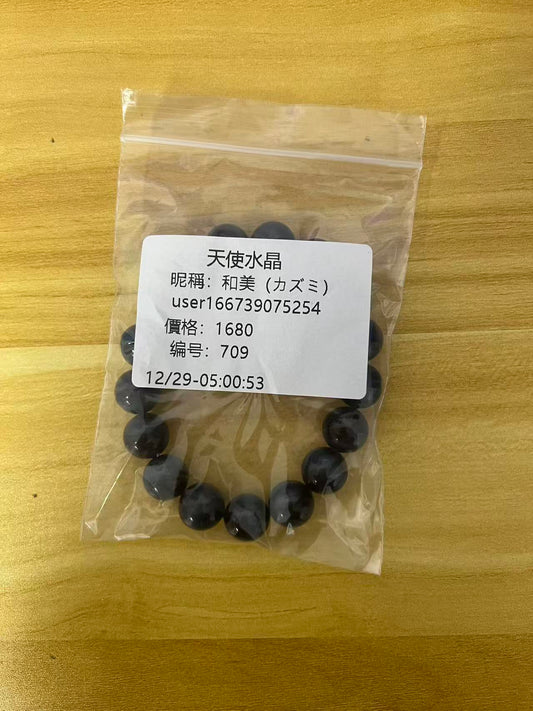 天使水晶
昵稱：和美（カズミ）
user166739075254
價格：1680
编号：709
12/29-05:00:53